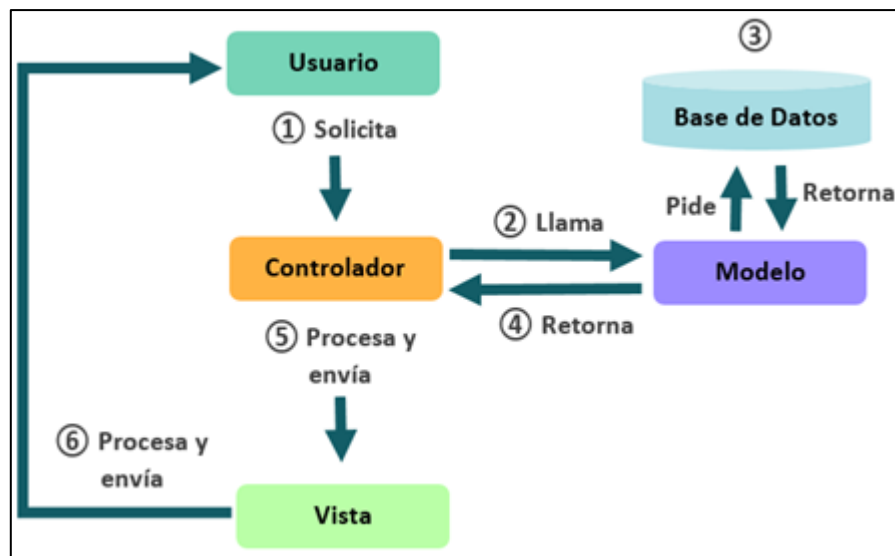 ③
Usuario
Base de Datos
① Solicita
Pide
Retorna
② Llama
Controlador
Modelo
④ Retorna
⑤ Procesa y
envía
⑥ Procesa y
envía
Vista